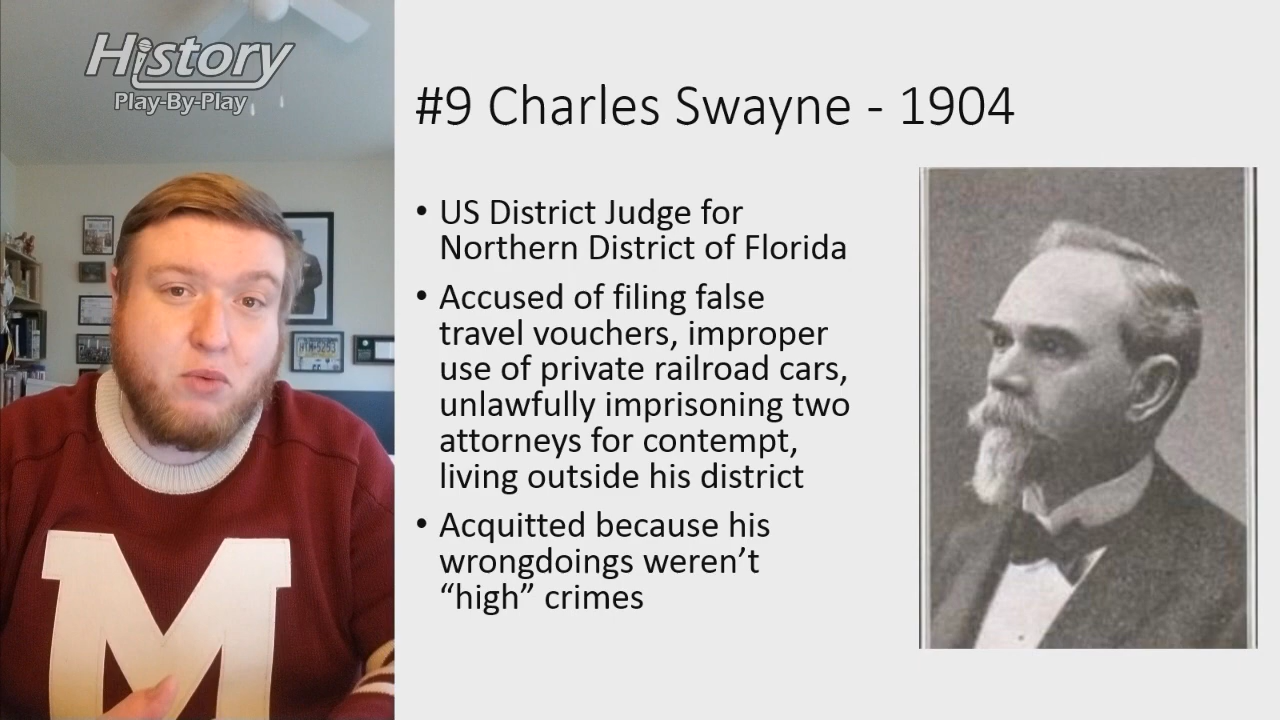 History
Play-By-Play
#9 Charles Swayne - 1904
• US District Judge for
Northern District of Florida
• Accused of filing false
travel vouchers, improper
use of private railroad cars,
unlawfully imprisoning two
attorneys for contempt,
living outside his district
• Acquitted because his
wrongdoings weren’t
“high” crimes
M